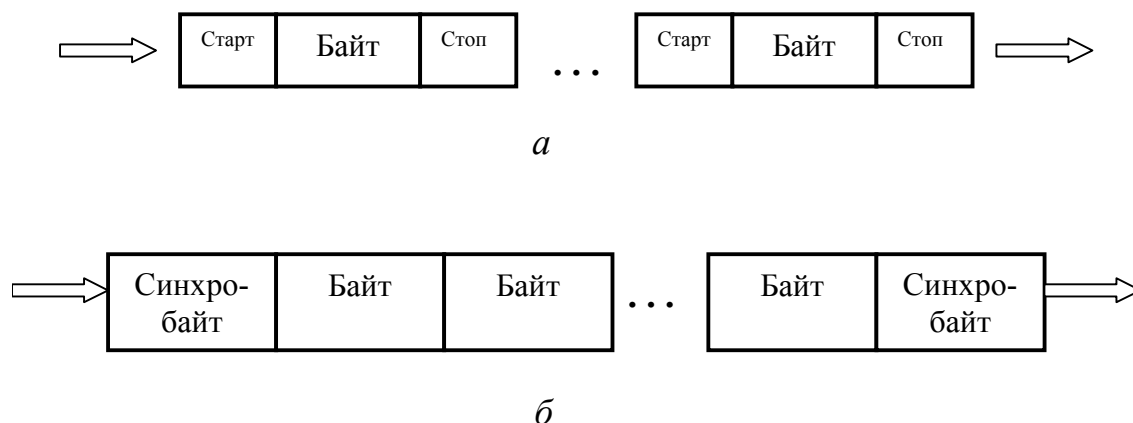 Старт Байт Стоп ... Старт Байт Стоп
а
Синхро-байт Байт Байт ... Байт Синхро-байт
б